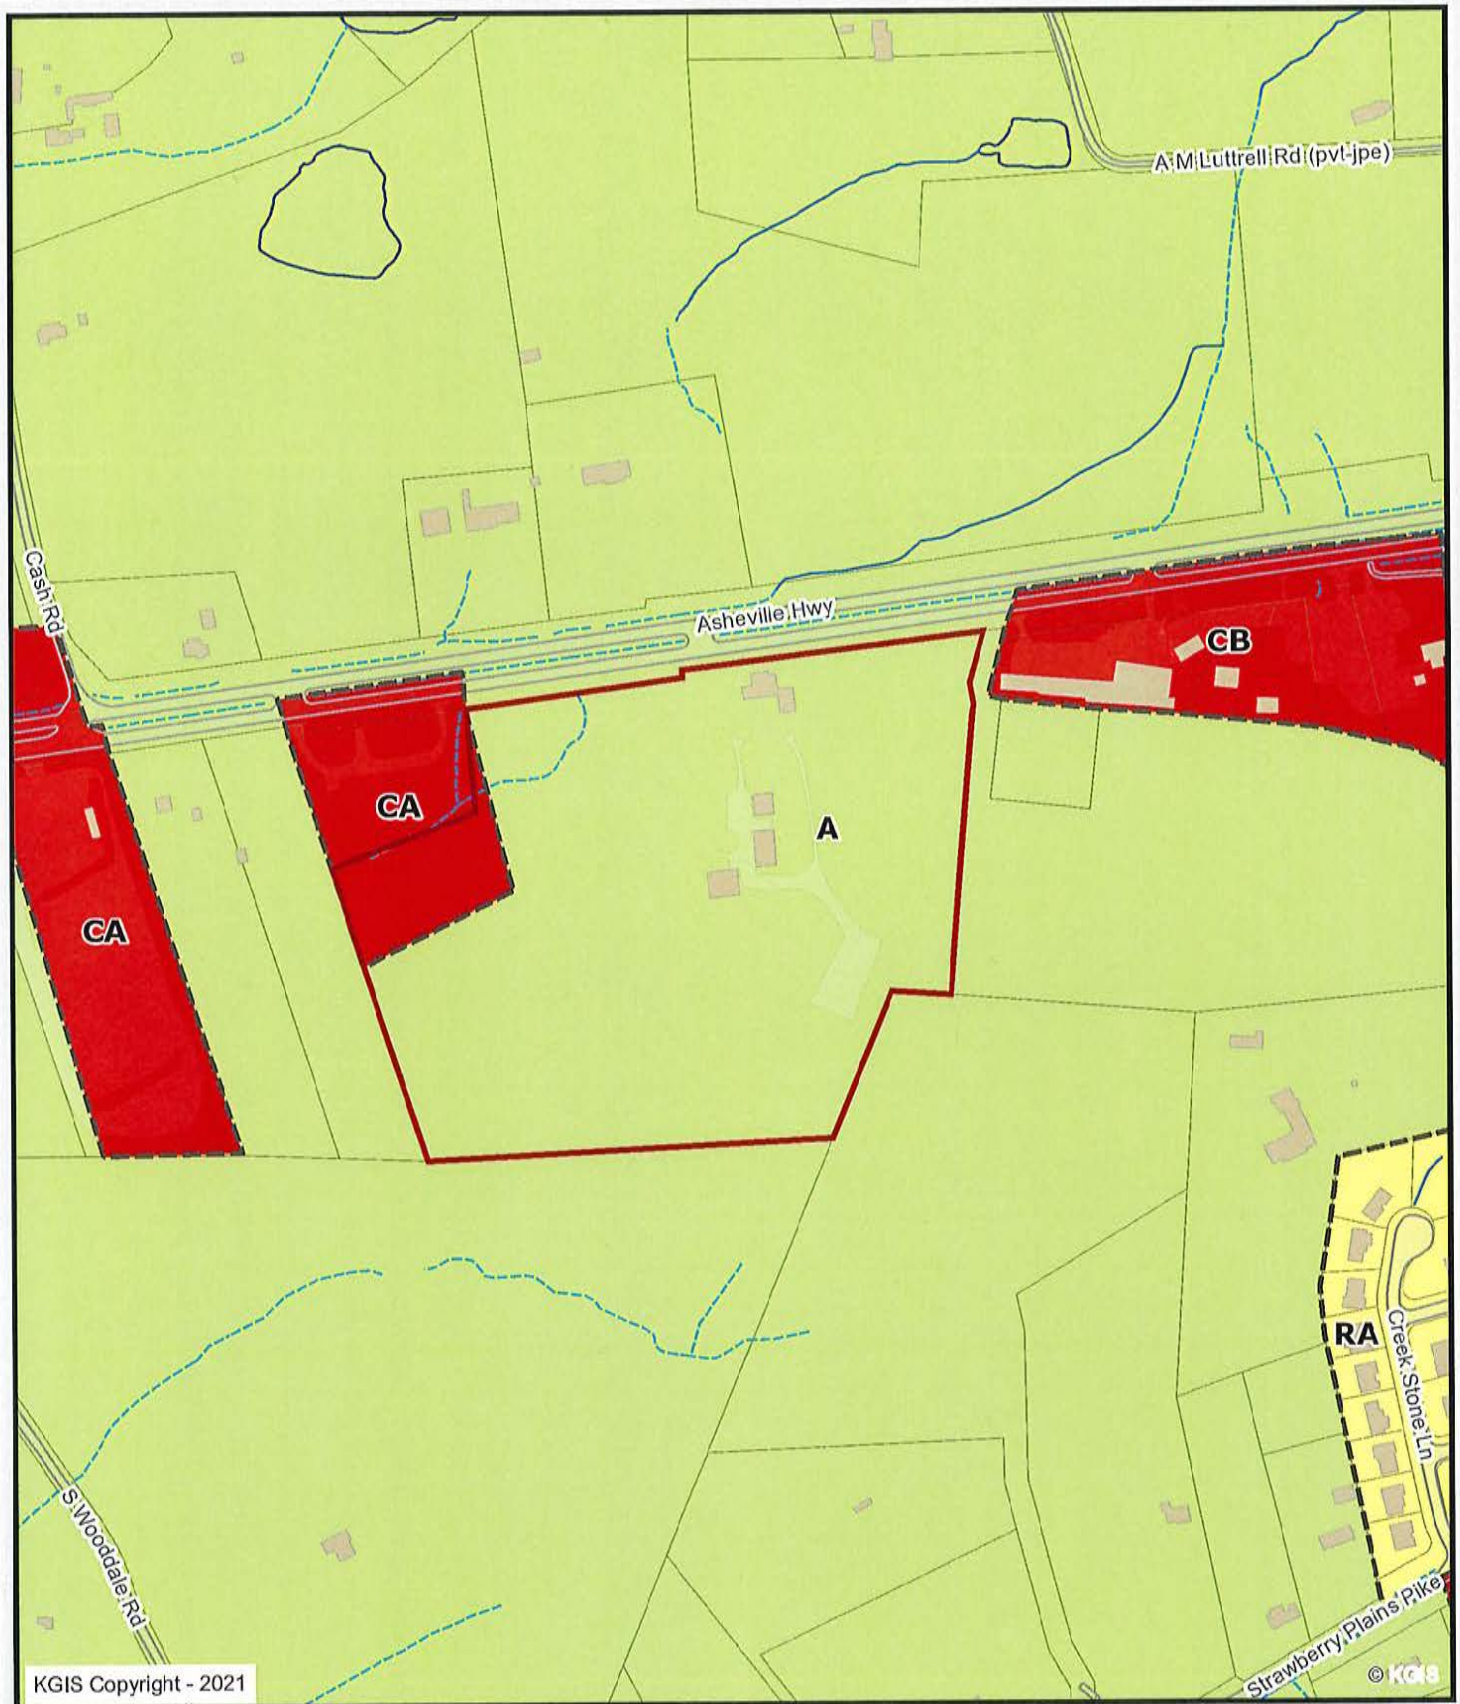 A M Luttrell Rd (pvt-jpe)
Cash Rd
Asheville Hwy
CB
CA
A
CA
RA
Creek Stone Ln
S Wooddale Rd
Strawberry Plains Pike
KGIS Copyright - 2021
© KGIS